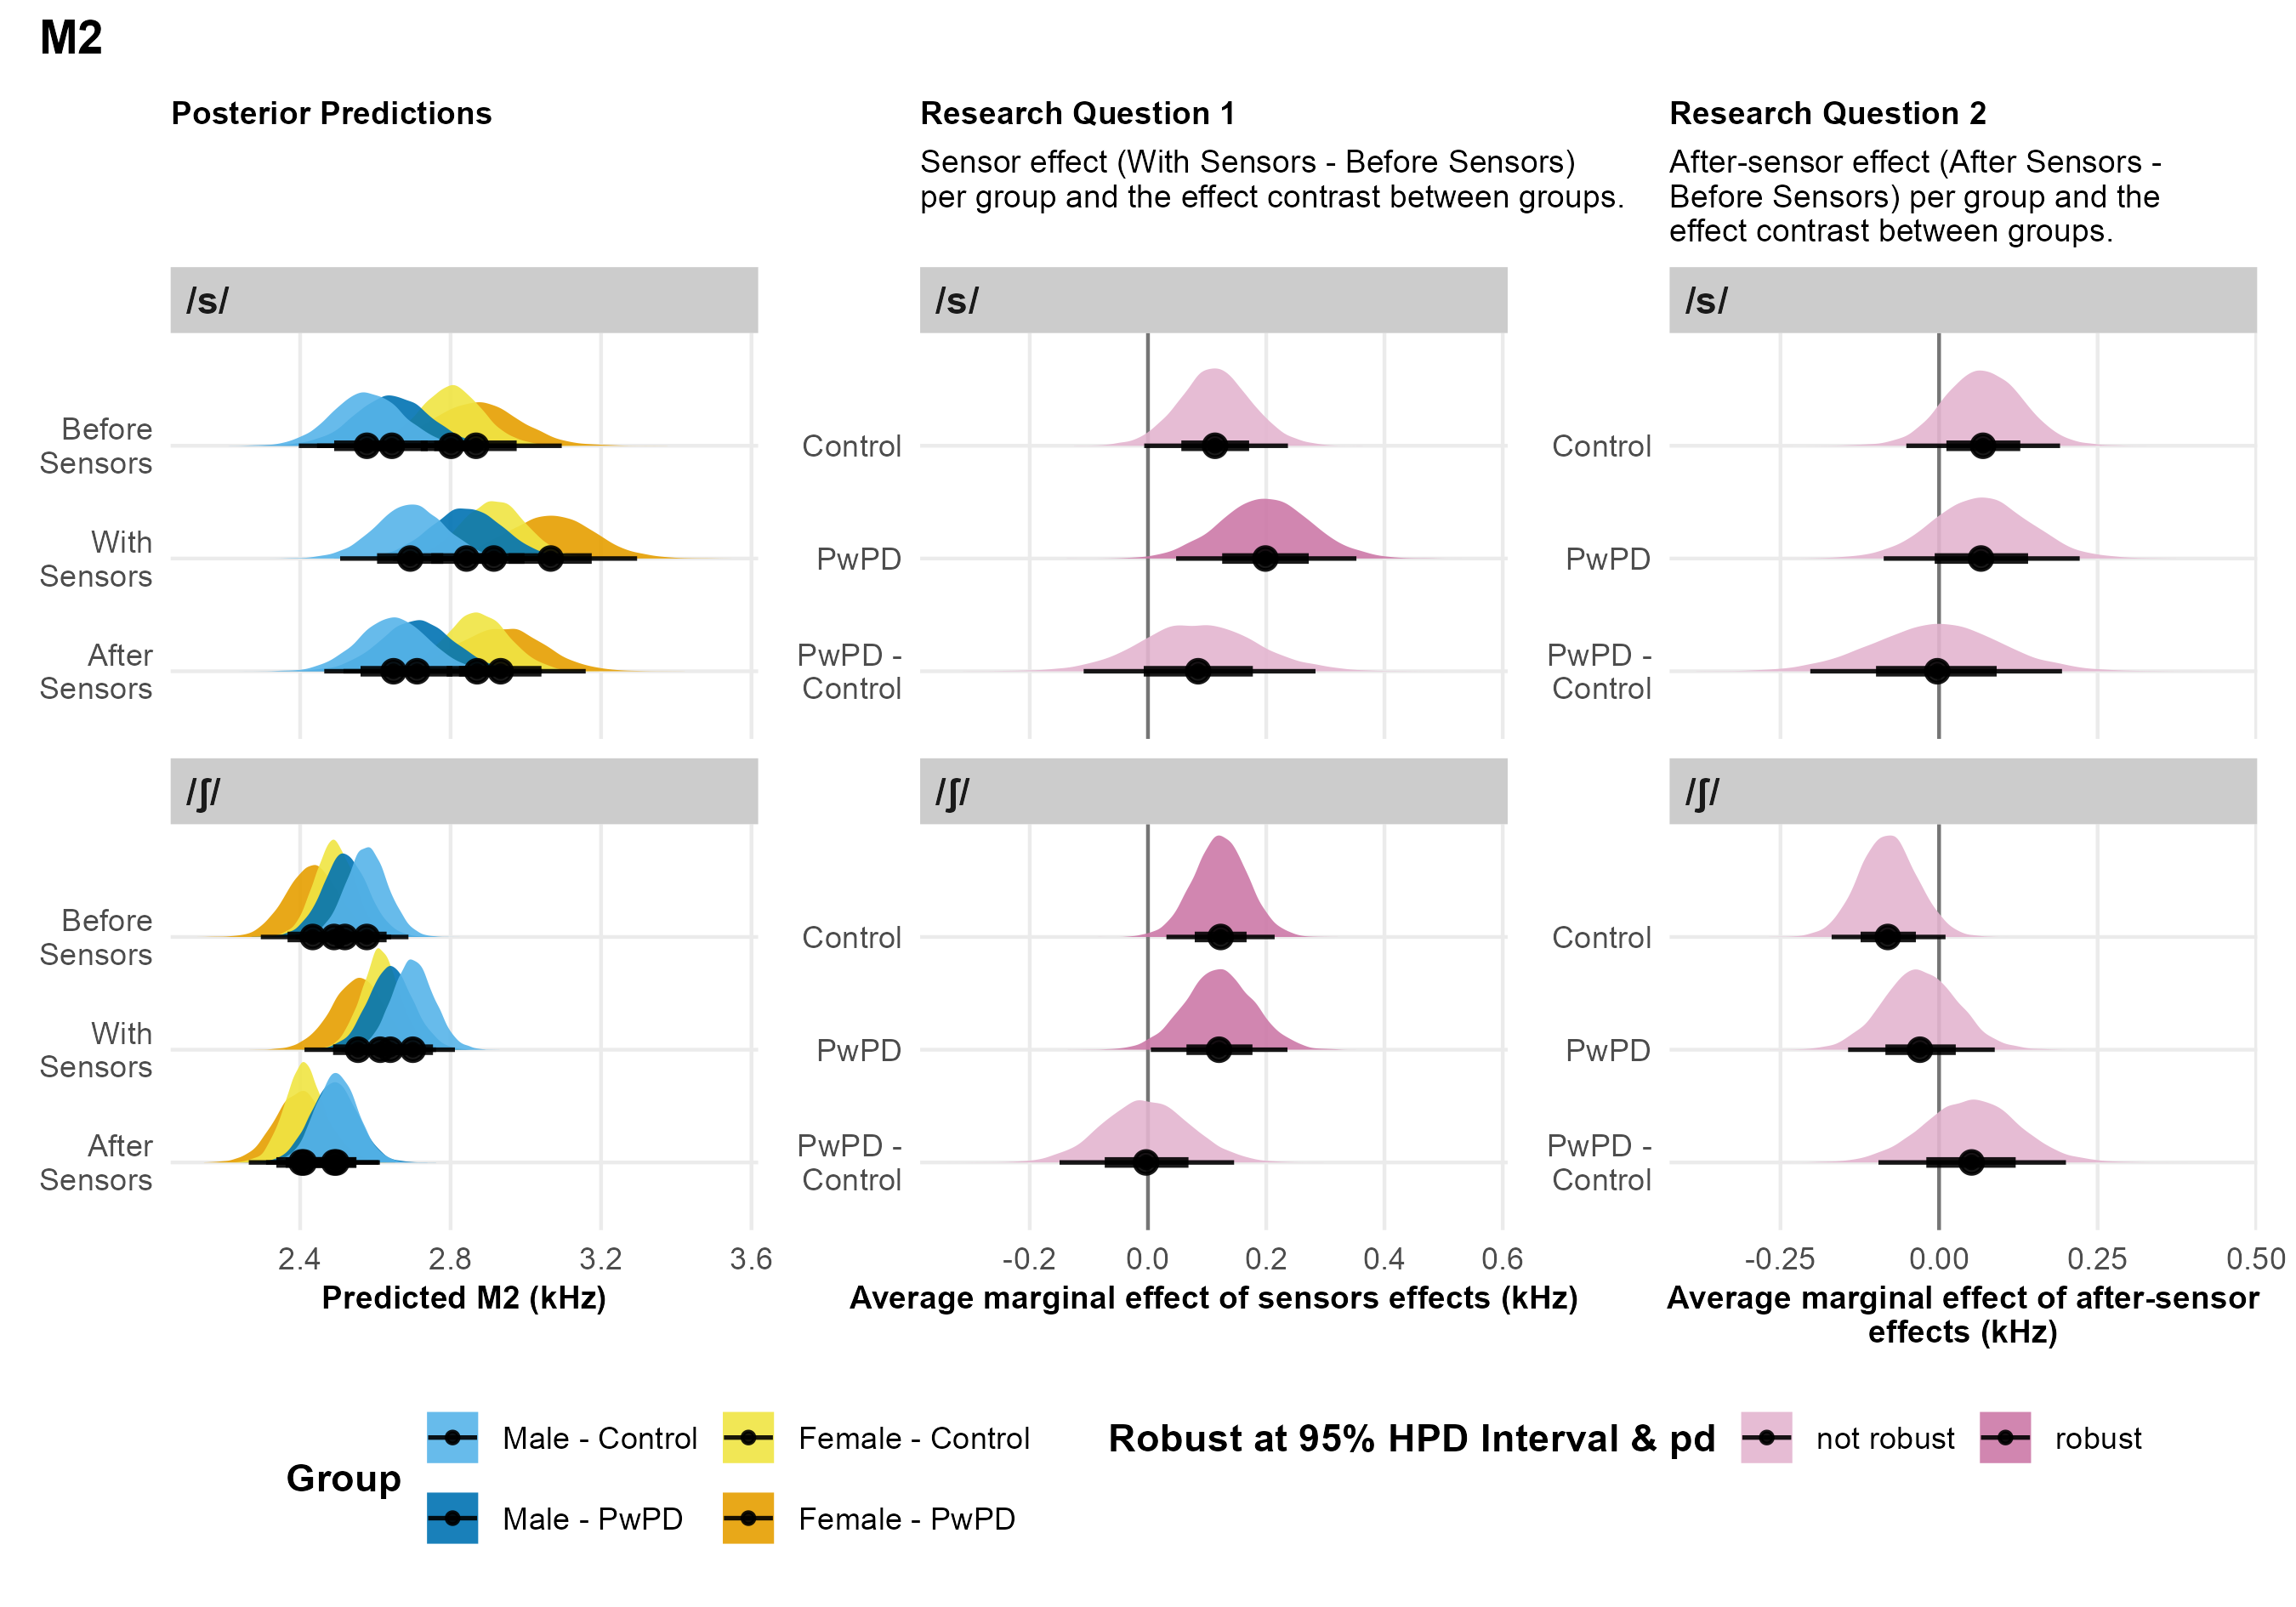 M2
Posterior Predictions
Research Question 1
Sensor effect (With Sensors - Before Sensors)
per group and the effect contrast between groups.
Research Question 2
After-sensor effect (After Sensors -
Before Sensors) per group and the
effect contrast between groups.
/s/
/s/
/s/
Before
Sensors
With
Sensors
After
Sensors
Control
PwPD
PwPD -
Control
Control
PwPD
PwPD -
Control
/ʃ/
/ʃ/
/ʃ/
Before
Sensors
With
Sensors
After
Sensors
Control
PwPD
PwPD -
Control
Control
PwPD
PwPD -
Control
2.4 2.8 3.2 3.6
-0.2 0.0 0.2 0.4 0.6
-0.25 0.00 0.25 0.50
Predicted M2 (kHz)
Average marginal effect of sensors effects (kHz)
Average marginal effect of after-sensor
effects (kHz)
Group
Male - Control
Female - Control
Male - PwPD
Female - PwPD
Robust at 95% HPD Interval & pd
not robust
robust